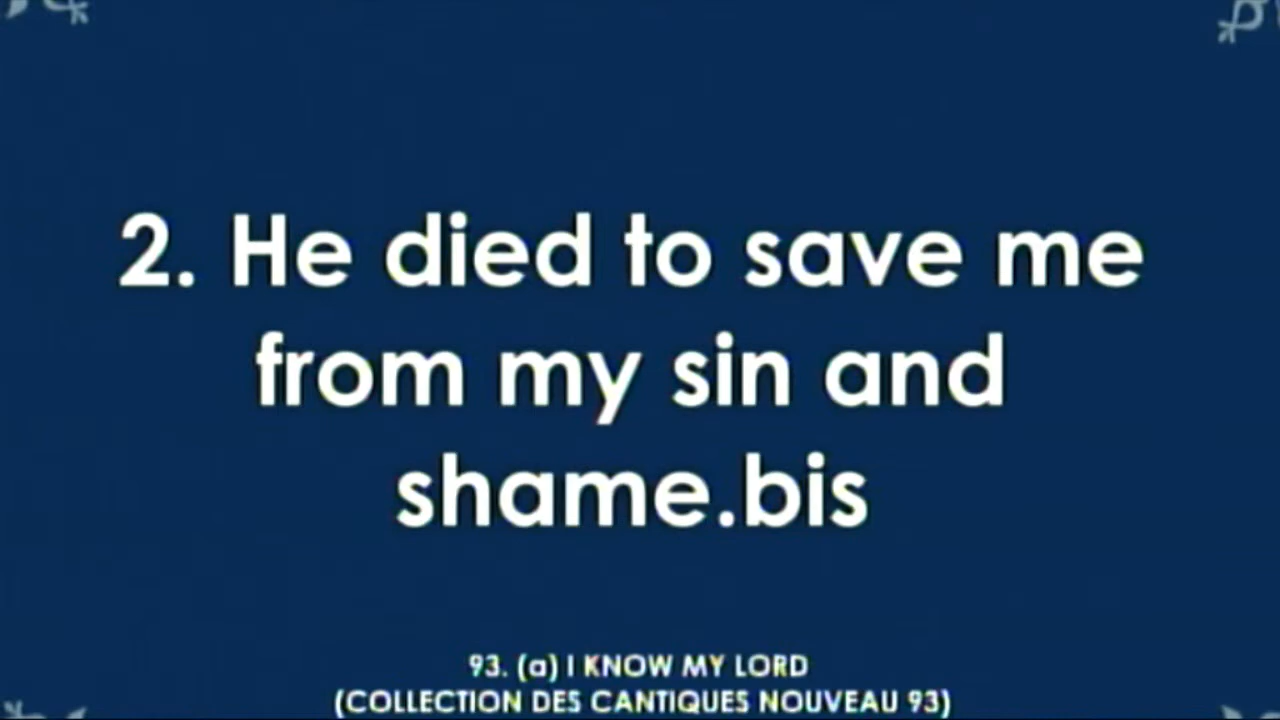 2. He died to save me
from my sin and
shame.bis
93. (a) I KNOW MY LORD
(COLLECTION DES CANTIQUES NOUVEAU 93)